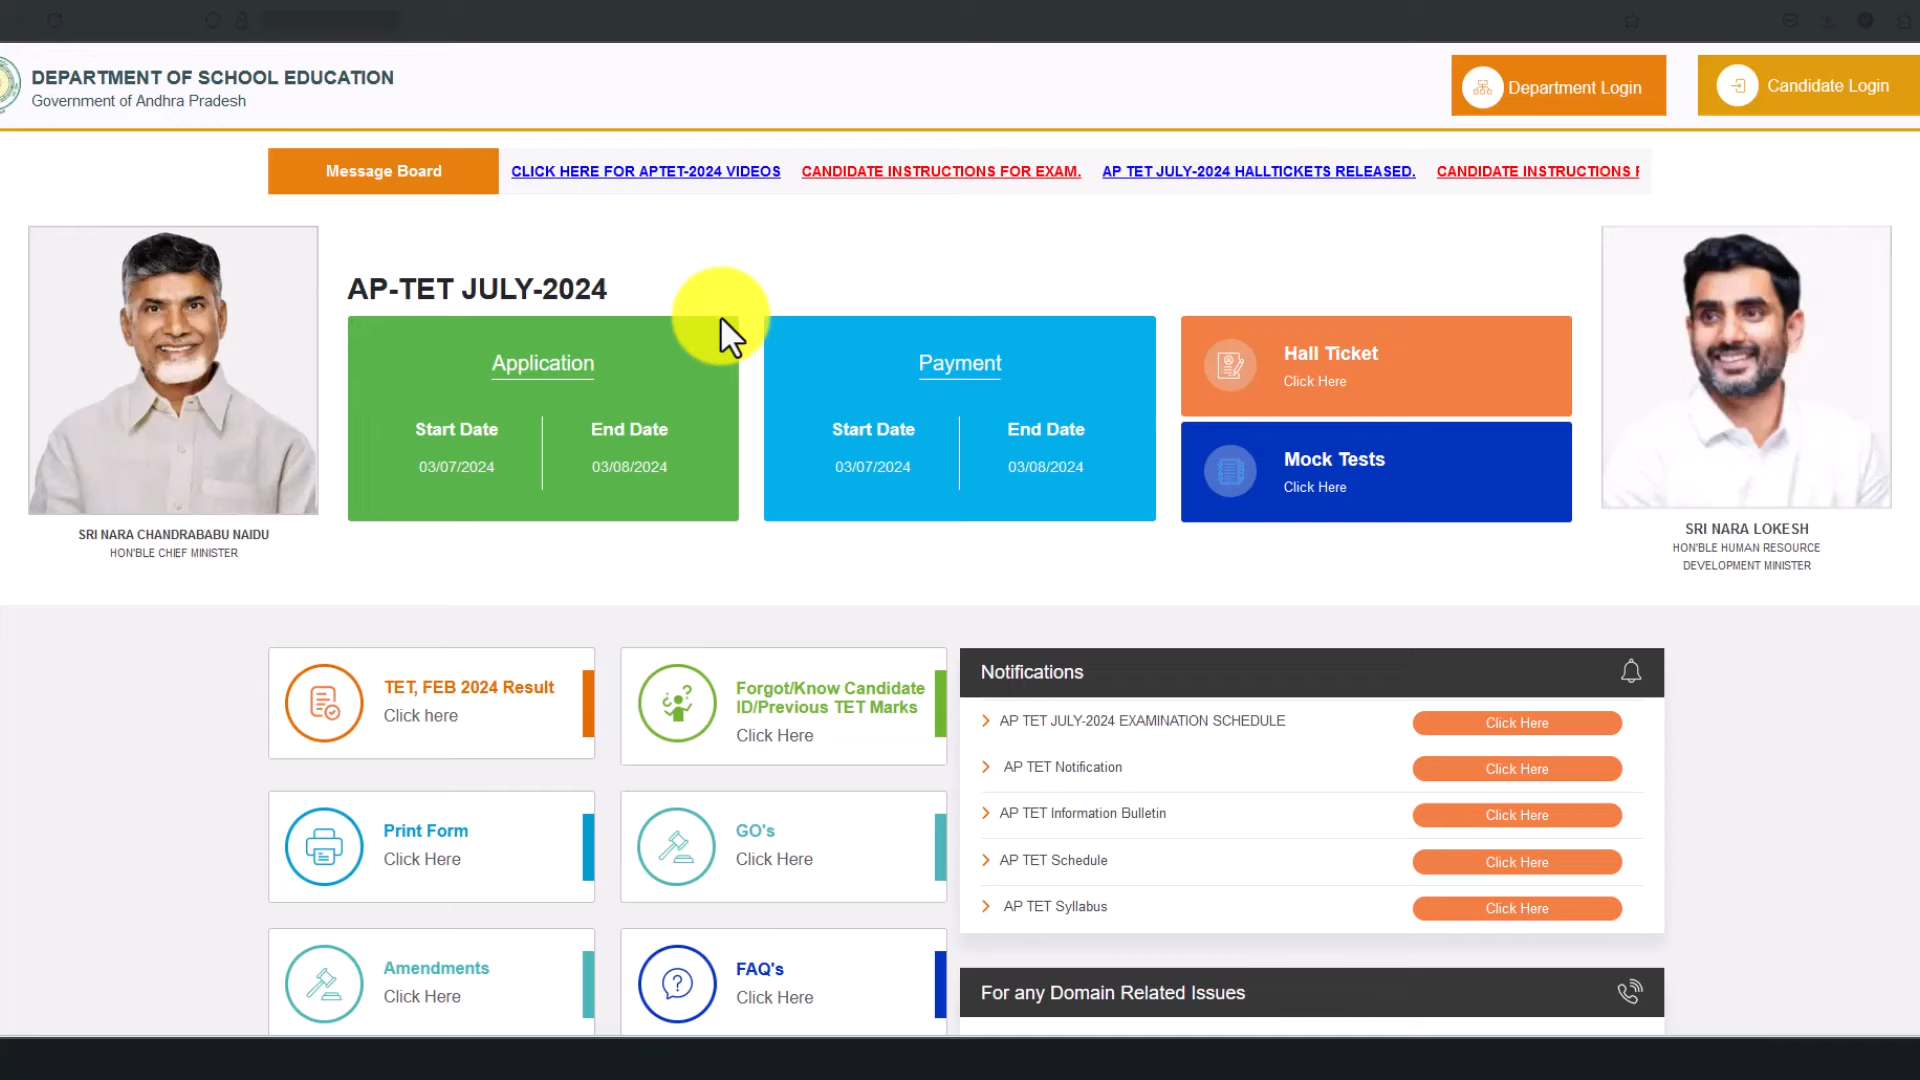 DEPARTMENT OF SCHOOL EDUCATION
Government of Andhra Pradesh
Department Login
Candidate Login
Message Board
CLICK HERE FOR APTET-2024 VIDEOS CANDIDATE INSTRUCTIONS FOR EXAM. AP TET JULY-2024 HALLTICKETS RELEASED. CANDIDATE INSTRUCTIONS F
AP-TET JULY-2024
Application
Start Date
End Date
03/07/2024
03/08/2024
Payment
Start Date
End Date
03/07/2024
03/08/2024
Hall Ticket
Click Here
Mock Tests
Click Here
SRI NARA CHANDRABABU NAIDU
HON'BLE CHIEF MINISTER
SRI NARA LOKESH
HON'BLE HUMAN RESOURCE
DEVELOPMENT MINISTER
TET, FEB 2024 Result
Click here
Forgot/Know Candidate
ID/Previous TET Marks
Click Here
Print Form
Click Here
GO's
Click Here
Amendments
Click Here
FAQ's
Click Here
Notifications
AP TET JULY-2024 EXAMINATION SCHEDULE
Click Here
AP TET Notification
Click Here
AP TET Information Bulletin
Click Here
AP TET Schedule
Click Here
AP TET Syllabus
Click Here
For any Domain Related Issues